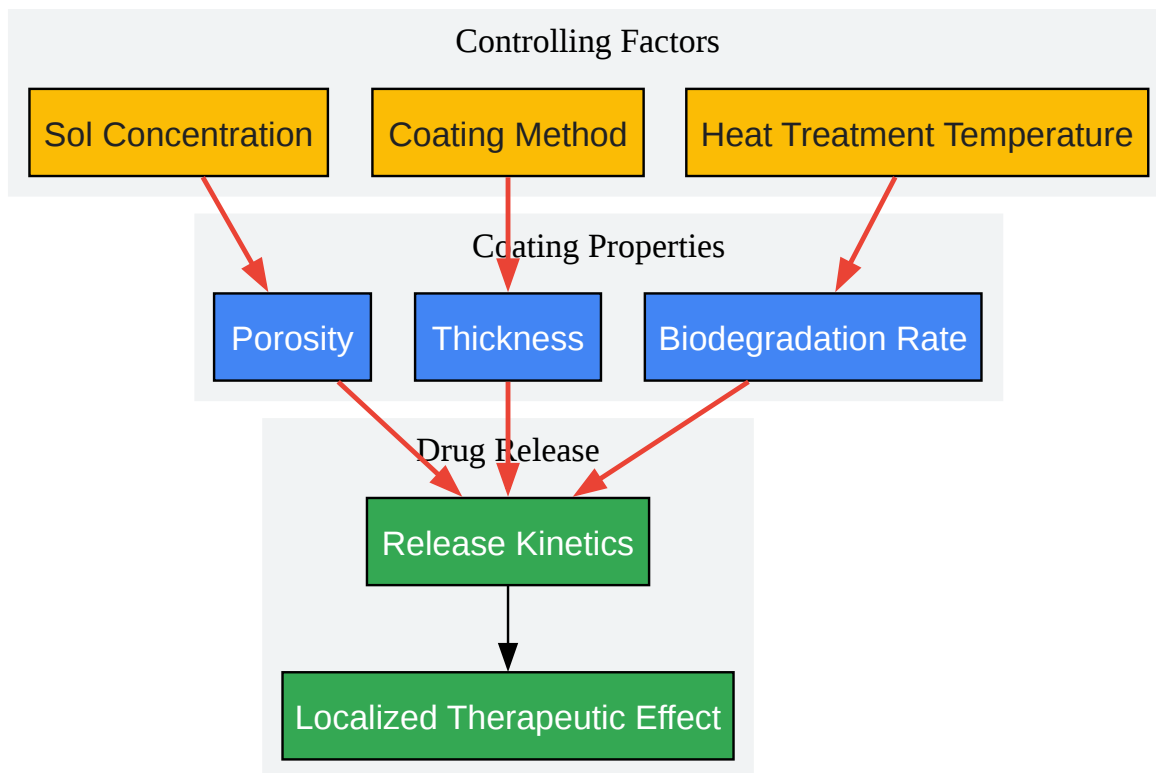 Controlling Factors
Sol Concentration
Coating Method
Heat Treatment Temperature
Coating Properties
Porosity
Thickness
Biodegradation Rate
Drug Release
Release Kinetics
Localized Therapeutic Effect